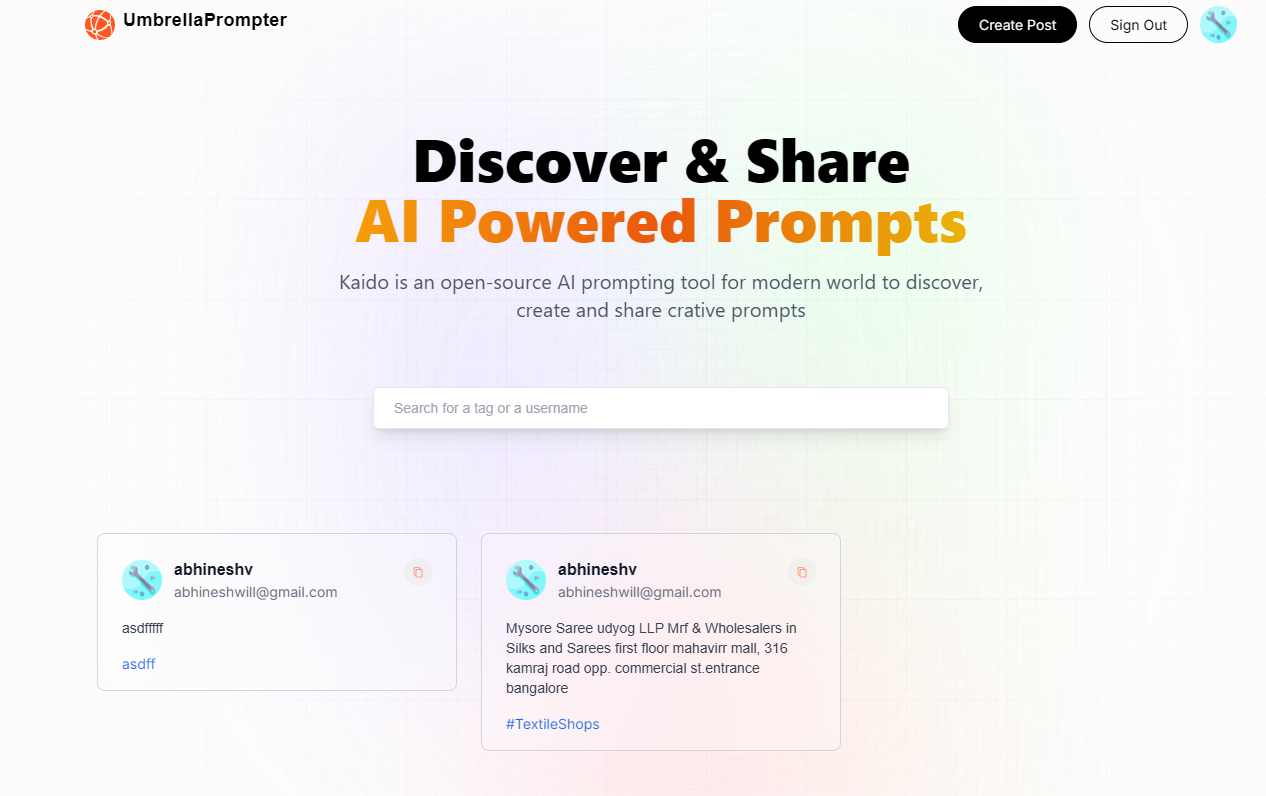 UmbrellaPrompter
Create Post
Sign Out
Discover & Share
AI Powered Prompts
Kaido is an open-source AI prompting tool for modern world to discover,
create and share crative prompts
Search for a tag or a username
abhineshv
abhineshwill@gmail.com
asdfffff
asdff
abhineshv
abhineshwill@gmail.com
Mysore Saree udyog LLP Mrf & Wholesalers in
Silks and Sarees first floor mahavirr mall, 316
kamraj road opp. commercial st.entrance
bangalore
#TextileShops